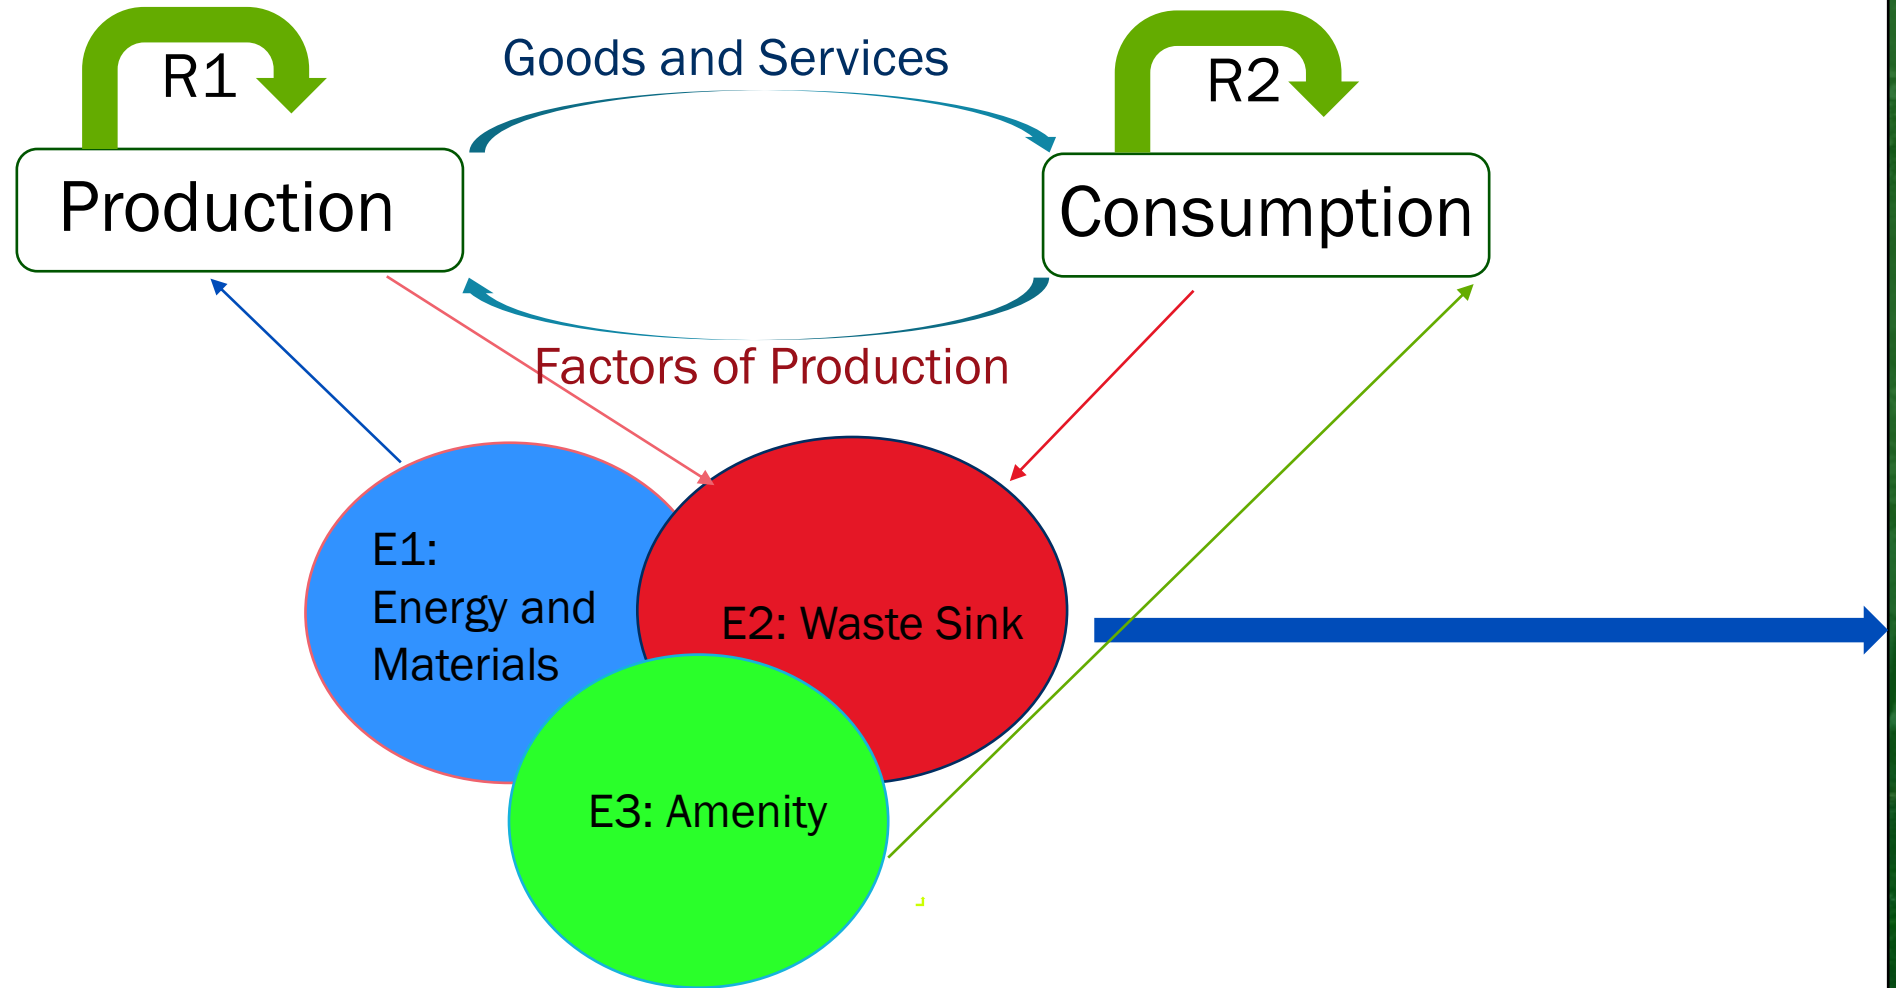 Goods and Services
R1
R2
Production
Consumption
Factors of Production
E1:
Energy and
Materials
E2: Waste Sink
E3: Amenity